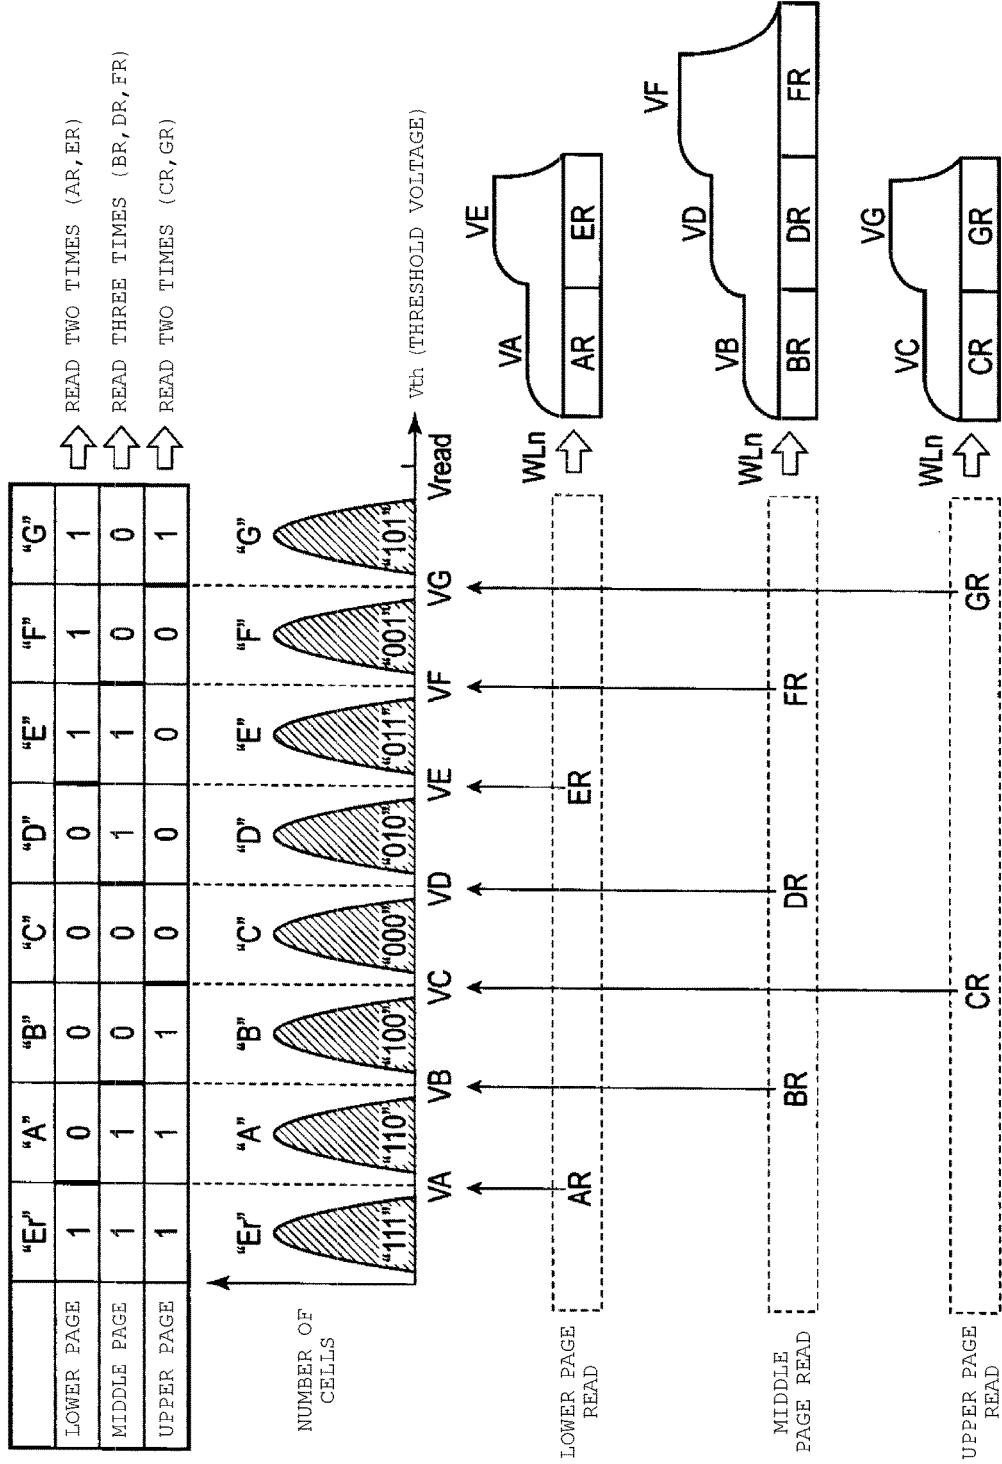 "Er" "A" "B" "C" "D" "E" "F" "G"
LOWER PAGE 1 0 0 0 0 1 1 1 READ TWO TIMES (AR,ER)
MIDDLE PAGE 1 1 0 0 1 1 0 0 READ THREE TIMES (BR,DR,FR)
UPPER PAGE 1 1 1 0 0 0 0 1 READ TWO TIMES (CR,GR)
NUMBER OF
CELLS
"Er" "A" "B" "C" "D" "E" "F" "G"
"111" "110" "100" "000" "010" "011" "001" "101"
Vth (THRESHOLD VOLTAGE)
VA VB VC VD VE VF VG Vread
LOWER PAGE
READ
AR ER
WLn
VA VE
AR ER
MIDDLE
PAGE READ
BR DR FR
WLn
VB VD VF
BR DR FR
UPPER PAGE
READ
CR GR
WLn
VC VG
CR GR